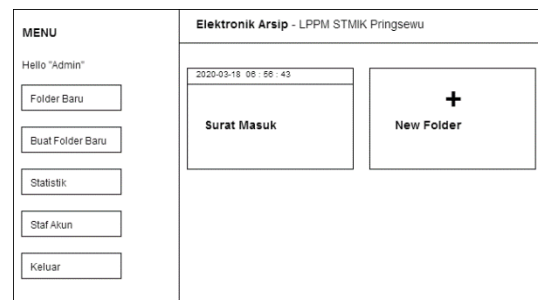 MENU
Hello "Admin"
Folder Baru
Buat Folder Baru
Statistik
Staf Akun
Keluar
Elektronik Arsip - LPPM STMIK Pringsewu
2020-03-18 06 : 56 : 43
Surat Masuk
+
New Folder